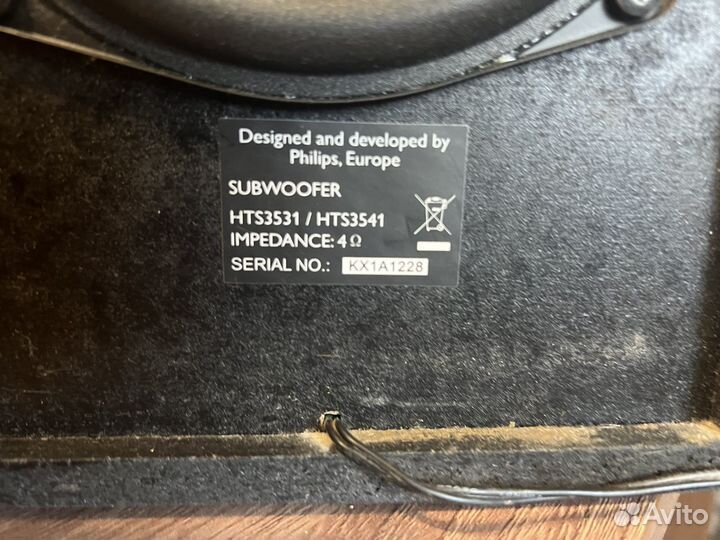 Designed and developed by
Philips, Europe
SUBWOOFER
HTS3531 / HTS3541
IMPEDANCE: 4 Ω
SERIAL NO.: KX1A1228
Avito